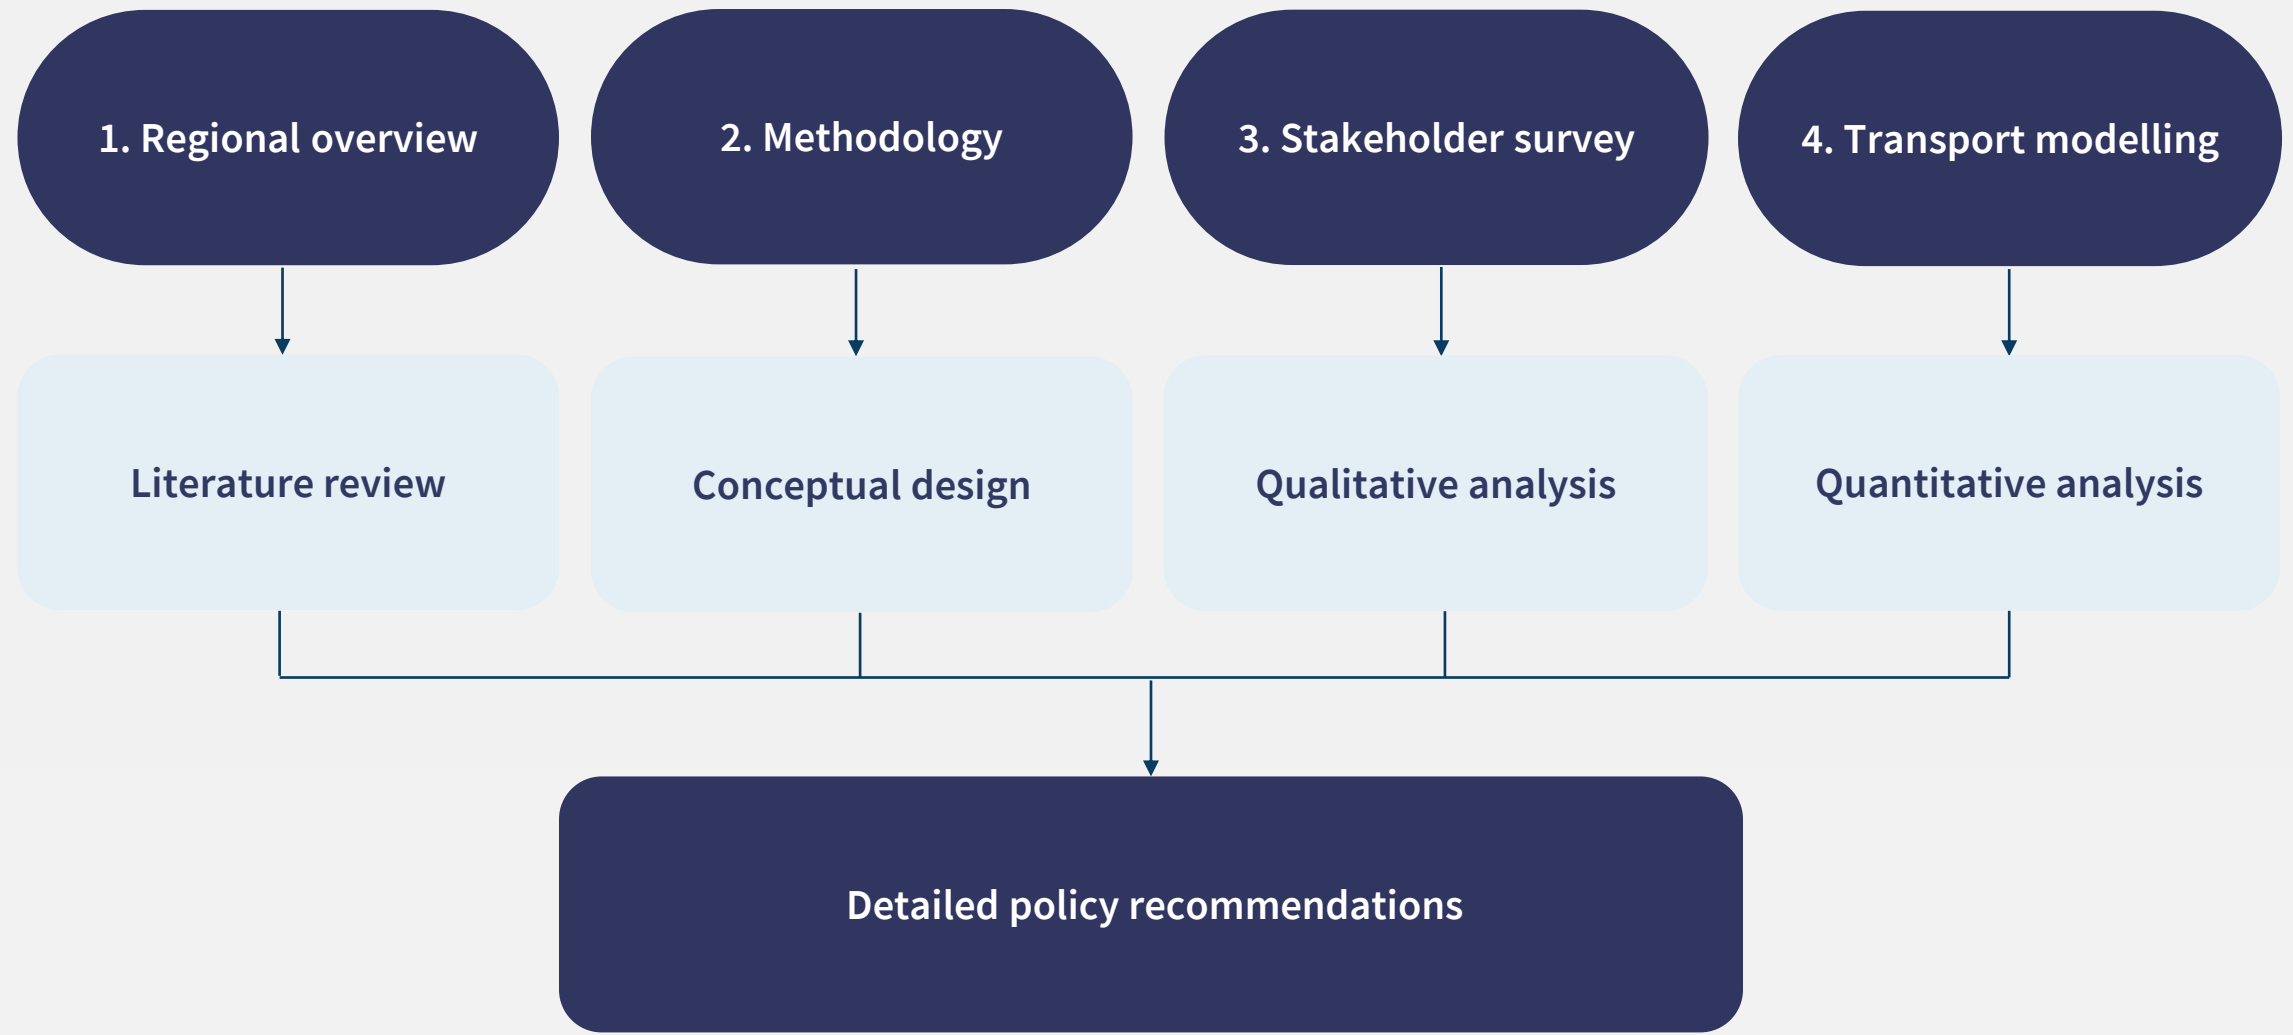 1. Regional overview
2. Methodology
3. Stakeholder survey
4. Transport modelling
Literature review
Conceptual design
Qualitative analysis
Quantitative analysis
Detailed policy recommendations